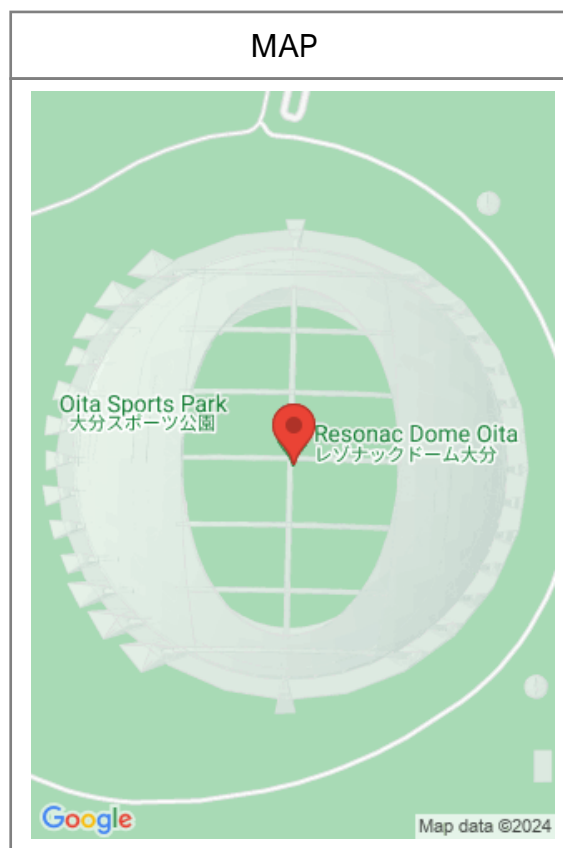 MAP
Oita Sports Park
大分スポーツ公園
Resonac Dome Oita
レゾナックドーム大分
Google
Map data ©2024